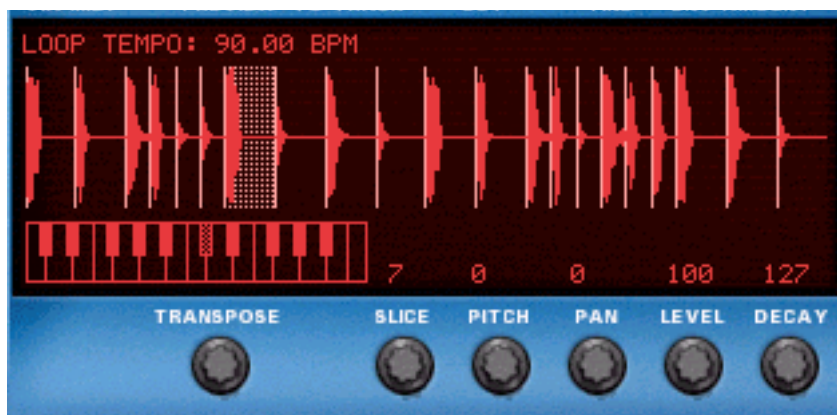 LOOP TEMPO: 90.00 BPM
7 0 0 100 127
TRANSPOSE SLICE PITCH PAN LEVEL DECAY